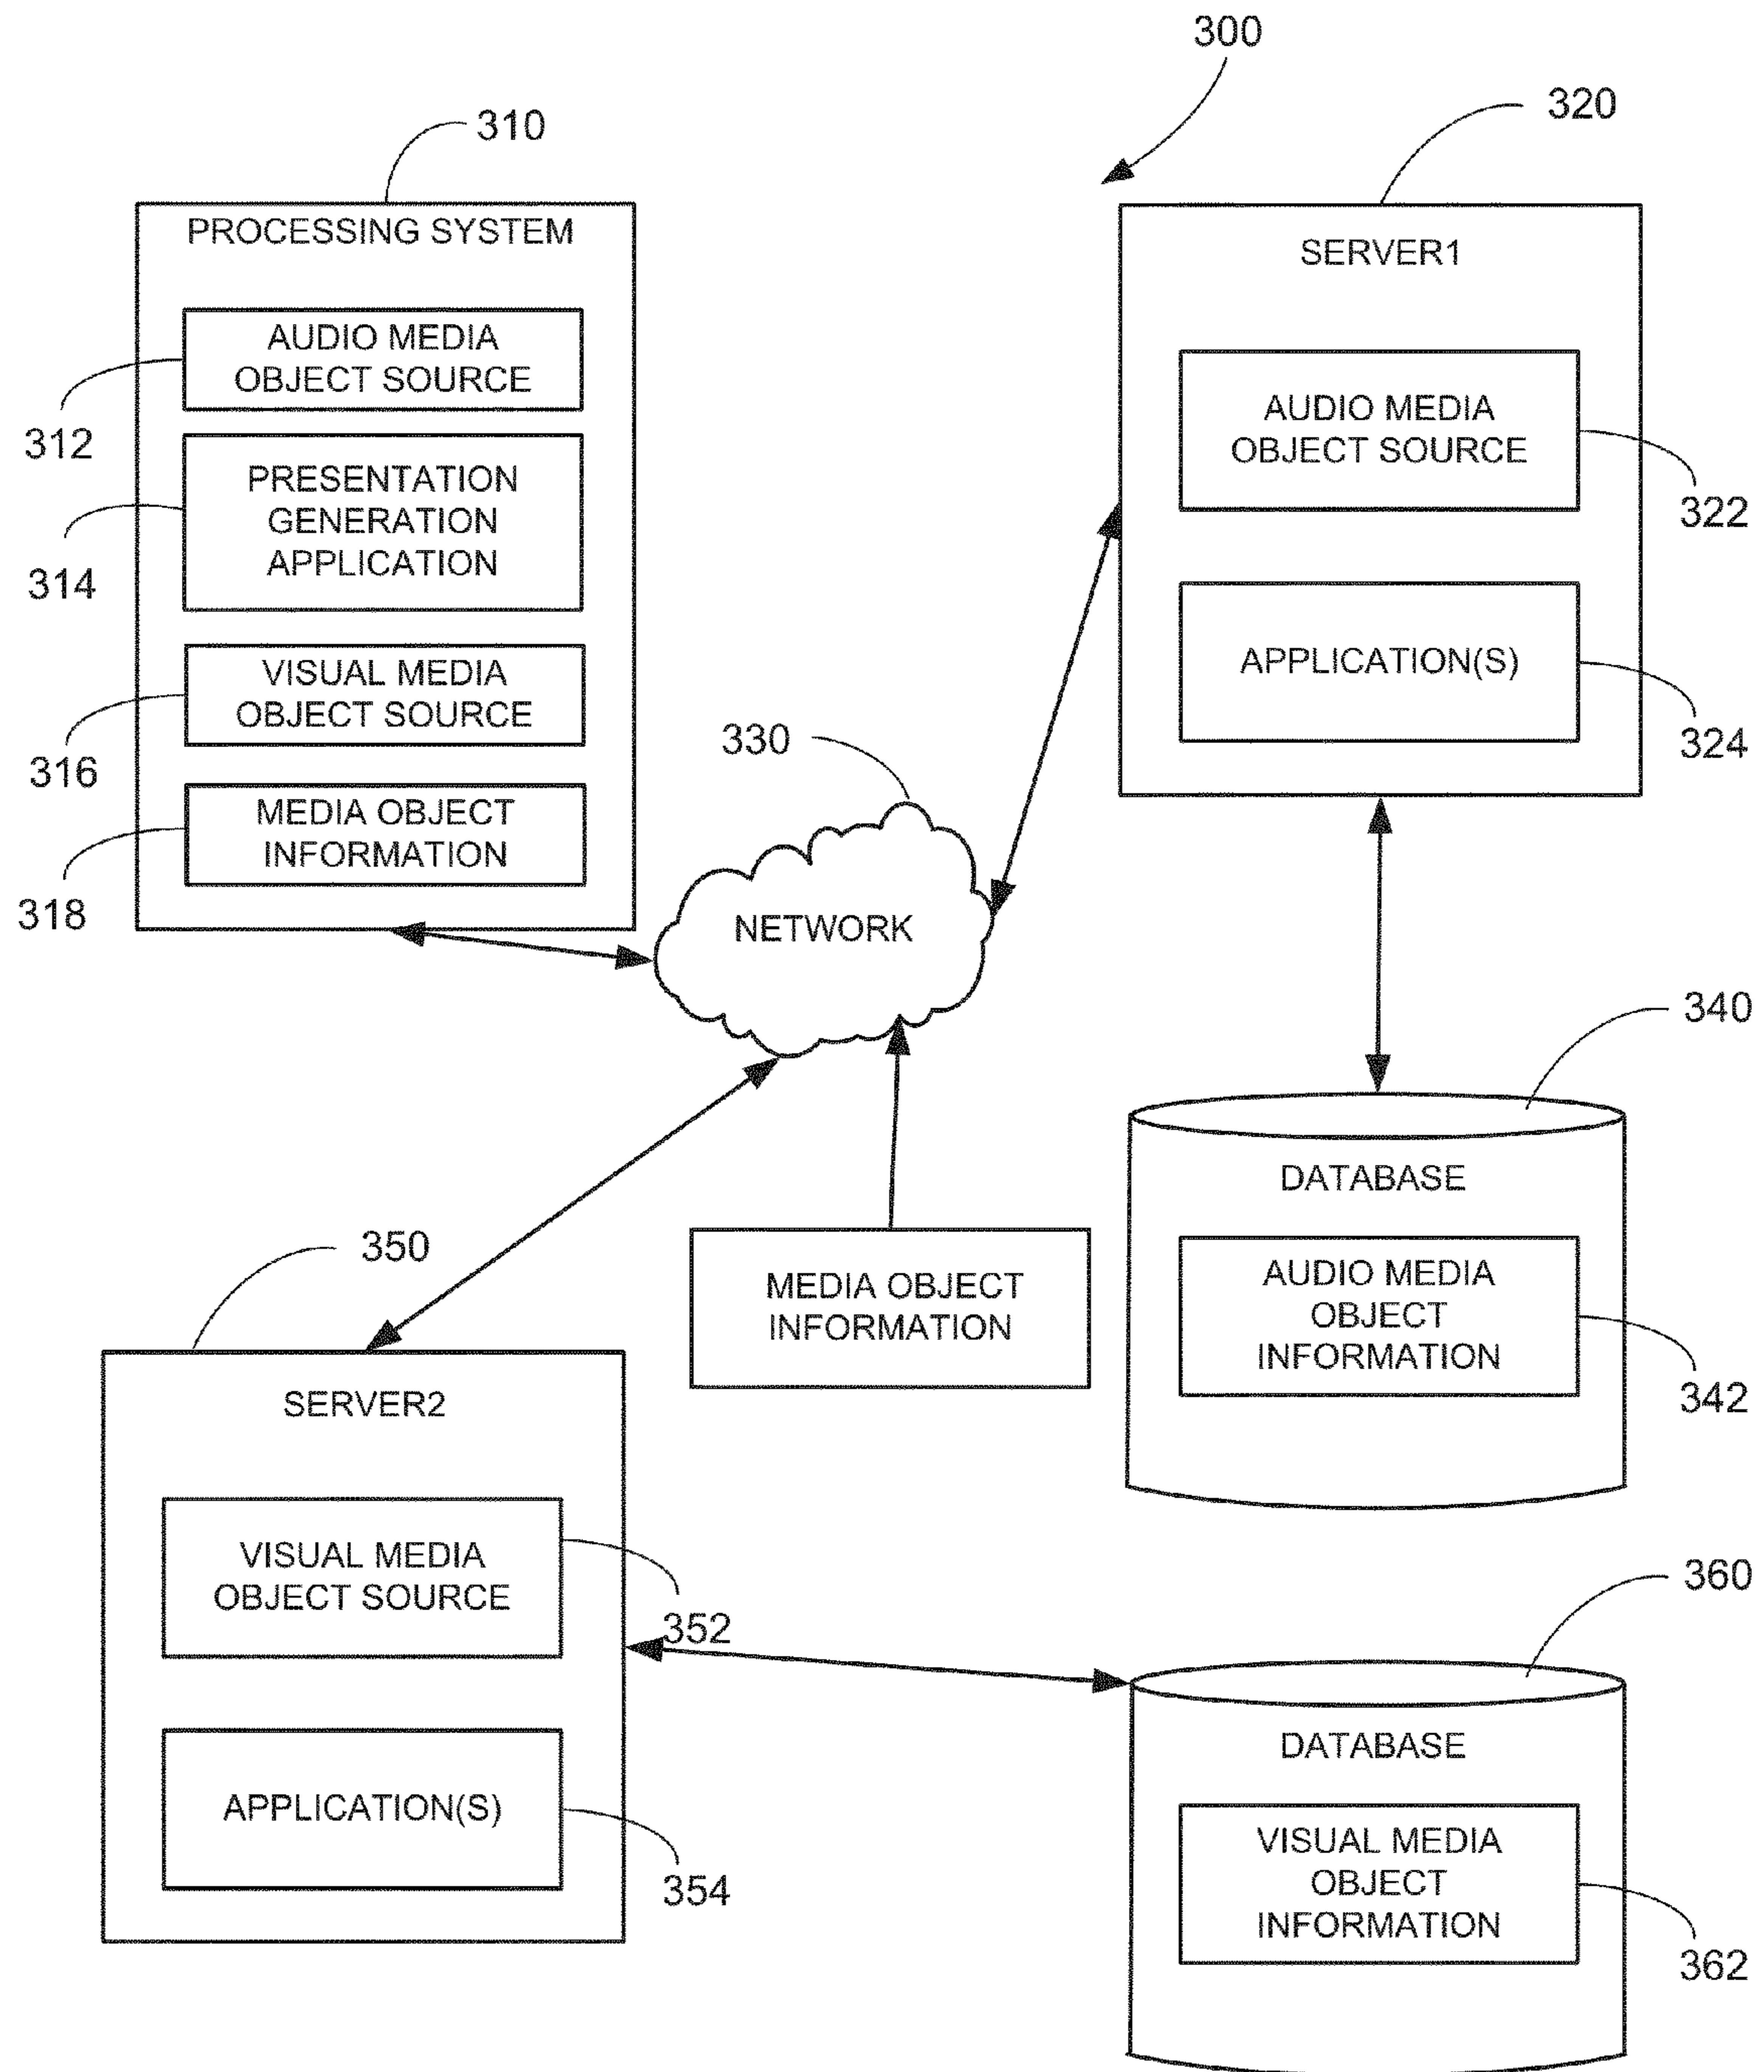 300
310
320
PROCESSING SYSTEM
AUDIO MEDIA
OBJECT SOURCE
312
PRESENTATION
GENERATION
APPLICATION
314
VISUAL MEDIA
OBJECT SOURCE
316
MEDIA OBJECT
INFORMATION
318
SERVER1
AUDIO MEDIA
OBJECT SOURCE
322
APPLICATION(S)
324
330
NETWORK
340
DATABASE
AUDIO MEDIA
OBJECT
INFORMATION
342
MEDIA OBJECT
INFORMATION
350
SERVER2
VISUAL MEDIA
OBJECT SOURCE
352
APPLICATION(S)
354
360
DATABASE
VISUAL MEDIA
OBJECT
INFORMATION
362